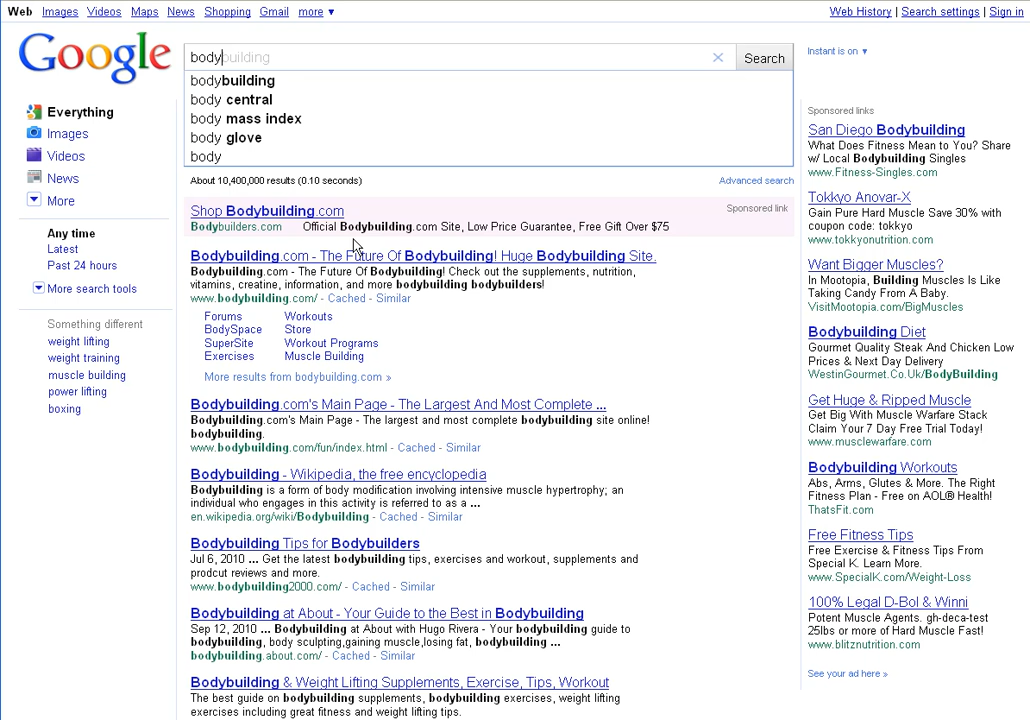 Web Images Videos Maps News Shopping Gmail more ▼
Web History | Search settings | Sign in
Google
bodybuilding
Search
Instant is on ▼
bodybuilding
body central
body mass index
body glove
body
About 10,400,000 results (0.10 seconds)
Advanced search
Everything
Images
Videos
News
More
Any time
Latest
Past 24 hours
More search tools
Something different
weight lifting
weight training
muscle building
power lifting
boxing
Shop Bodybuilding.com
Sponsored link
Bodybuilders.com Official Bodybuilding.com Site, Low Price Guarantee, Free Gift Over $75
Bodybuilding.com - The Future Of Bodybuilding! Huge Bodybuilding Site.
Bodybuilding.com - The Future Of Bodybuilding! Check out the supplements, nutrition,
vitamins, creatine, information, and more bodybuilding bodybuilders!
www.bodybuilding.com/ - Cached - Similar
Forums Workouts
BodySpace Store
SuperSite Workout Programs
Exercises Muscle Building
More results from bodybuilding.com »
Bodybuilding.com's Main Page - The Largest And Most Complete ...
Bodybuilding.com's Main Page - The largest and most complete bodybuilding site online!
bodybuilding.
www.bodybuilding.com/fun/index.html - Cached - Similar
Bodybuilding - Wikipedia, the free encyclopedia
Bodybuilding is a form of body modification involving intensive muscle hypertrophy; an
individual who engages in this activity is referred to as a ...
en.wikipedia.org/wiki/Bodybuilding - Cached - Similar
Bodybuilding Tips for Bodybuilders
Jul 6, 2010 ... Get the latest bodybuilding tips, exercises and workout, supplements and
prodcut reviews and more.
www.bodybuilding2000.com/ - Cached - Similar
Bodybuilding at About - Your Guide to the Best in Bodybuilding
Sep 12, 2010 ... Bodybuilding at About with Hugo Rivera - Your bodybuilding guide to
bodybuilding, body sculpting,gaining muscle,losing fat, bodybuilding ...
bodybuilding.about.com/ - Cached - Similar
Bodybuilding & Weight Lifting Supplements, Exercise, Tips, Workout
The best guide on bodybuilding supplements, bodybuilding exercises, weight lifting
exercises including great fitness and weight lifting tips.
Sponsored links
San Diego Bodybuilding
What Does Fitness Mean to You? Share
w/ Local Bodybuilding Singles
www.Fitness-Singles.com
Tokkyo Anovar-X
Gain Pure Hard Muscle Save 30% with
coupon code: tokkyo
www.tokkyonutrition.com
Want Bigger Muscles?
In Mootopia, Building Muscles Is Like
Taking Candy From A Baby.
VisitMootopia.com/BigMuscles
Bodybuilding Diet
Gourmet Quality Steak And Chicken Low
Prices & Next Day Delivery
WestinGourmet.Co.Uk/BodyBuilding
Get Huge & Ripped Muscle
Get Big With Muscle Warfare Stack
Claim Your 7 Day Free Trial Today!
www.musclewarfare.com
Bodybuilding Workouts
Abs, Arms, Glutes & More. The Right
Fitness Plan - Free on AOL® Health!
ThatsFit.com
Free Fitness Tips
Free Exercise & Fitness Tips From
Special K. Learn More.
www.SpecialK.com/Weight-Loss
100% Legal D-Bol & Winni
Potent Muscle Agents. gh-deca-test
25lbs or more of Hard Muscle Fast!
www.blitznutrition.com
See your ad here »